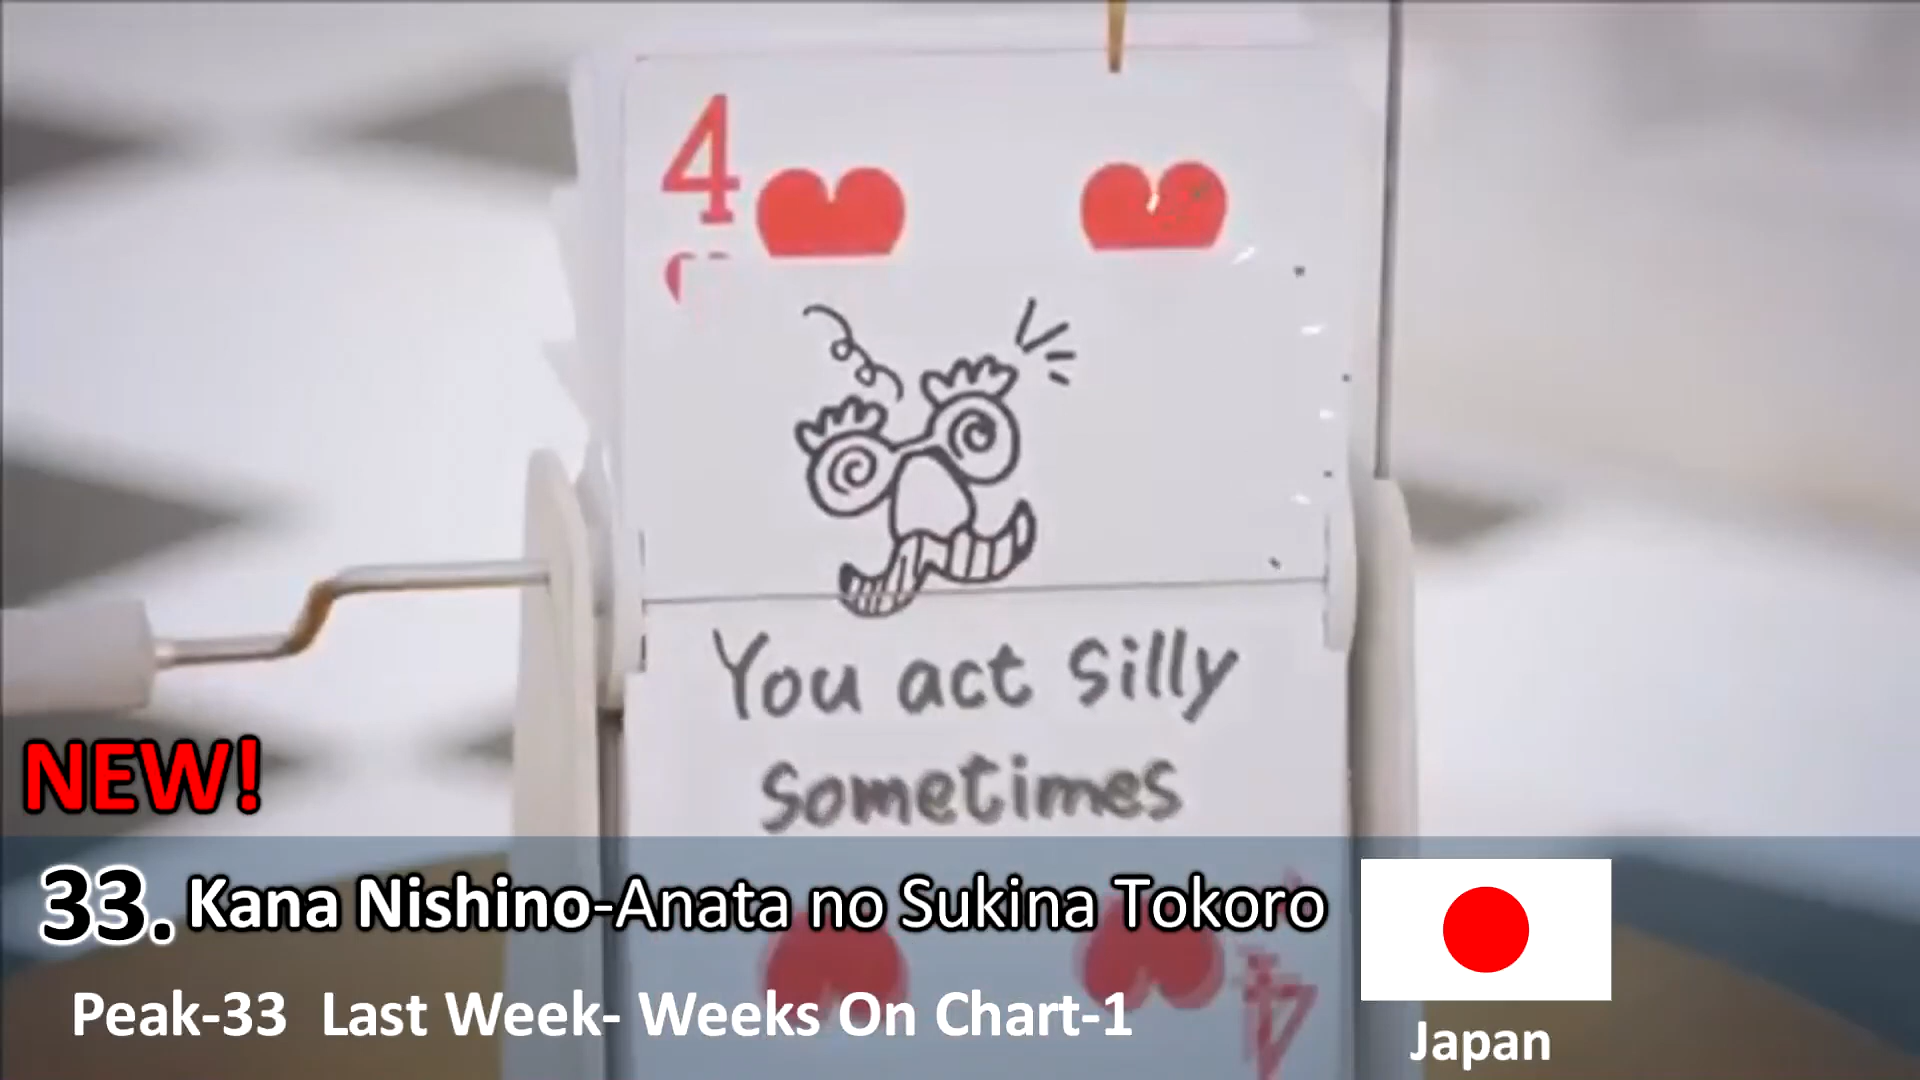 4
You act silly
sometimes
NEW!
33. Kana Nishino-Anata no Sukina Tokoro
4
Peak-33 Last Week- Weeks On Chart-1
Japan